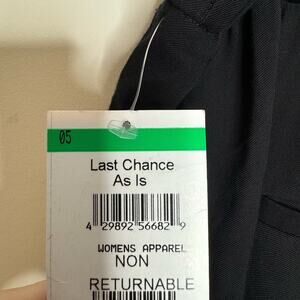 05
Last Chance
As Is
4 29892 56682 9
WOMENS APPAREL
NON
RETURNABLE